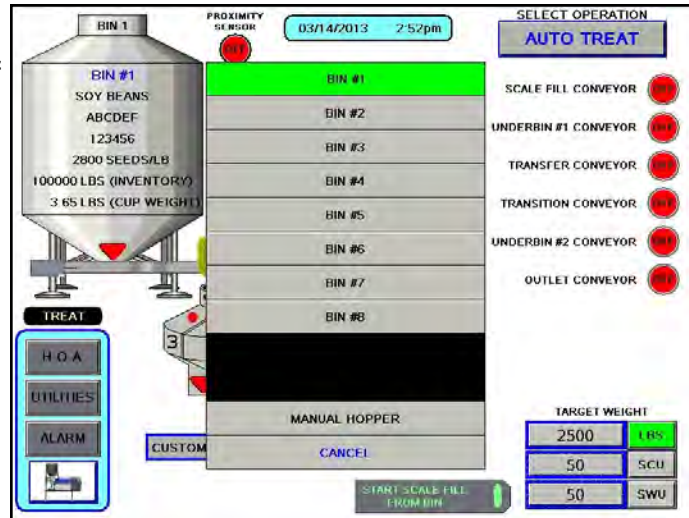 BIN 1
PROXIMITY
SENSOR
OFF
03/14/2013 2:52pm
SELECT OPERATION
AUTO TREAT
BIN #1
SOY BEANS
ABCDEF
123456
2800 SEEDS/LB
100000 LBS (INVENTORY)
3.65 LBS (CUP WEIGHT)
BIN #1
BIN #2
BIN #3
BIN #4
BIN #5
BIN #6
BIN #7
BIN #8
MANUAL HOPPER
CANCEL
SCALE FILL CONVEYOR OFF
UNDERBIN #1 CONVEYOR OFF
TRANSFER CONVEYOR OFF
TRANSITION CONVEYOR OFF
UNDERBIN #2 CONVEYOR OFF
OUTLET CONVEYOR OFF
TREAT
H-O-A
UTILITIES
ALARM
3
CUSTOM
START SCALE FILL
FROM BIN
TARGET WEIGHT
2500 LBS
50 SCU
50 SWU